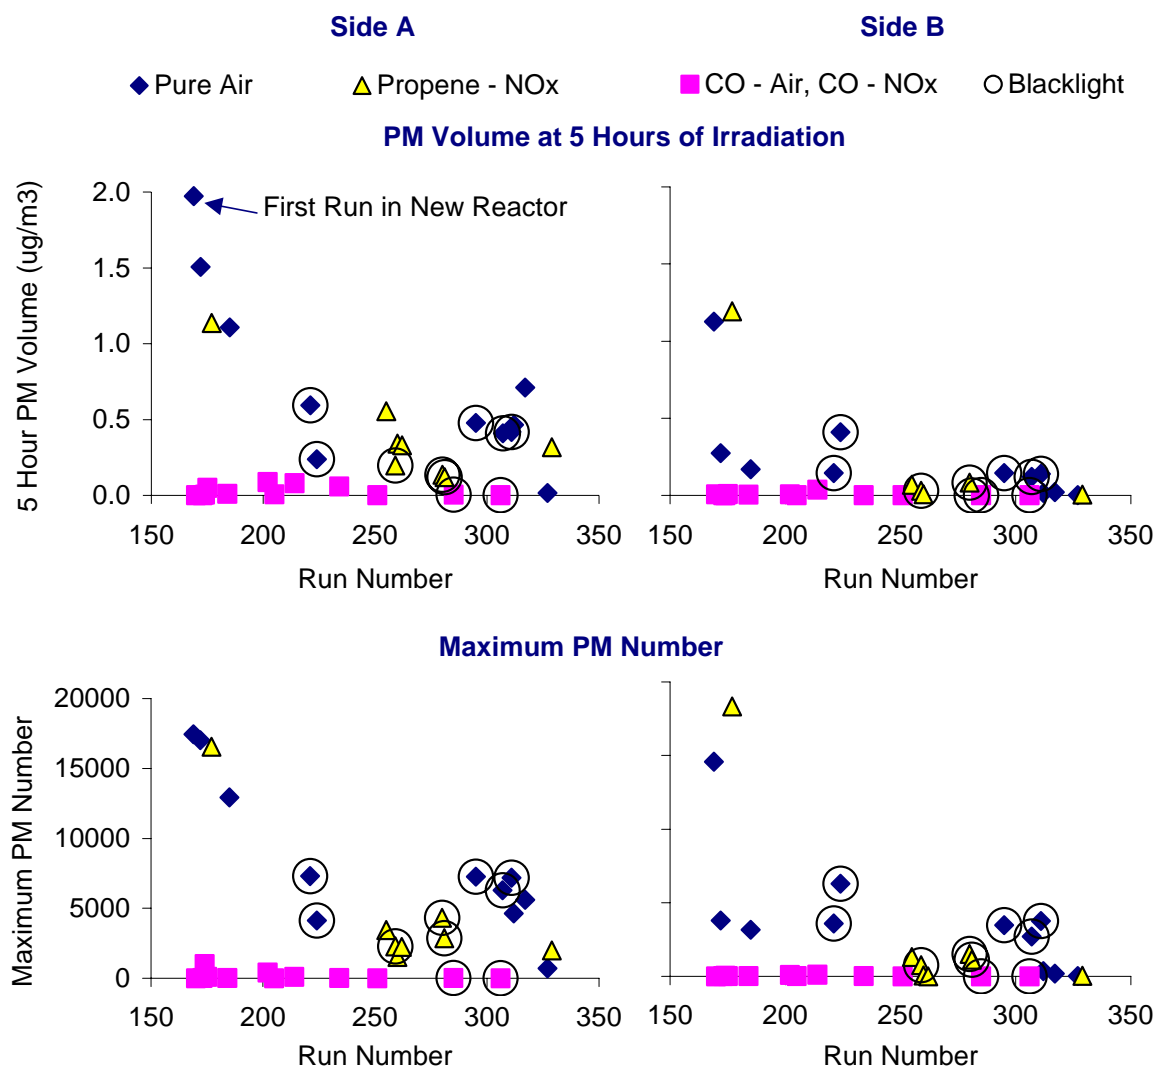 Side A Side B
Pure Air Propene - NOx CO - Air, CO - NOx Blacklight
PM Volume at 5 Hours of Irradiation
5 Hour PM Volume (ug/m3)
2.0
1.5
1.0
0.5
0.0
First Run in New Reactor
150 200 250 300 350 150 200 250 300 350
Run Number Run Number
Maximum PM Number
Maximum PM Number
20000
15000
10000
5000
0
150 200 250 300 350 150 200 250 300 350
Run Number Run Number